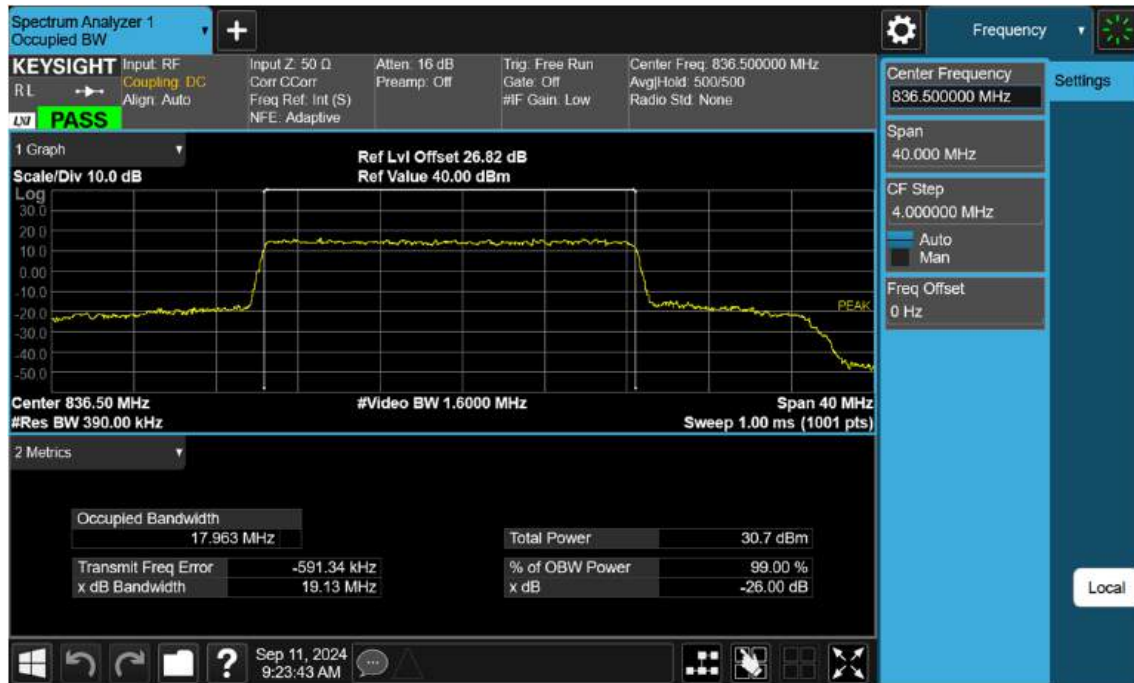 Spectrum Analyzer 1
Occupied BW
+
Frequency
KEYSIGHT
RL
LXI PASS
Input: RF
Coupling: DC
Align: Auto
Input Z: 50 Ω
Corr CCorr
Freq Ref: Int (S)
NFE: Adaptive
Atten: 16 dB
Preamp: Off
Trig: Free Run
Gate: Off
#IF Gain: Low
Center Freq: 836.500000 MHz
Avg|Hold: 500/500
Radio Std: None
1 Graph
Scale/Div 10.0 dB
Ref Lvl Offset 26.82 dB
Ref Value 40.00 dBm
Log
30.0
20.0
10.0
0.00
-10.0
-20.0
-30.0
-40.0
-50.0
PEAK
Center 836.50 MHz
#Res BW 390.00 kHz
#Video BW 1.6000 MHz
Span 40 MHz
Sweep 1.00 ms (1001 pts)
2 Metrics
Occupied Bandwidth
17.963 MHz
Transmit Freq Error -591.34 kHz
x dB Bandwidth 19.13 MHz
Total Power 30.7 dBm
% of OBW Power 99.00 %
x dB -26.00 dB
Center Frequency
836.500000 MHz
Span
40.000 MHz
CF Step
4.000000 MHz
Auto
Man
Freq Offset
0 Hz
Settings
Local
?
Sep 11, 2024
9:23:43 AM